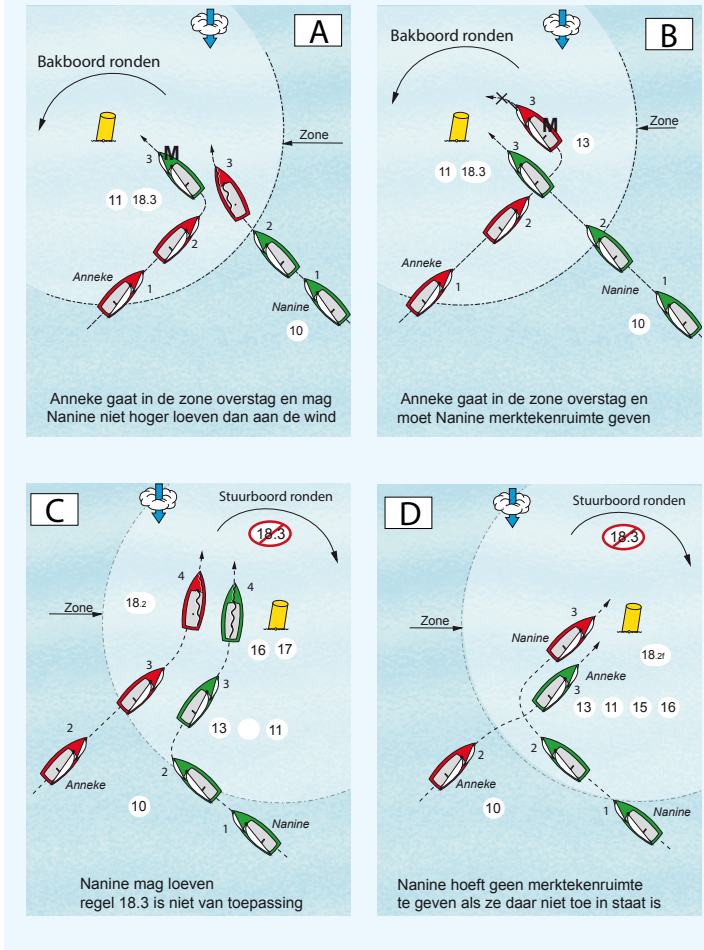 A
Bakboord ronden
Zone
M
3
3
11 18.3
2
2
Anneke
1
1
Nanine
10
Anneke gaat in de zone overstag en mag
Nanine niet hoger loeven dan aan de wind
B
Bakboord ronden
3
M
13
Zone
3
11 18.3
2
2
Anneke
1
Nanine
1
10
Anneke gaat in de zone overstag en
moet Nanine merktekenruimte geven
C
Stuurboord ronden
18.3
4
4
18.2
Zone
16 17
3
3
13 11
2
2
Anneke
10
1
Nanine
Nanine mag loeven
regel 18.3 is niet van toepassing
D
Stuurboord ronden
18.3
3
Zone
Nanine
18.2f
Anneke
3
13 11 15 16
2
2
Anneke
10
1
Nanine
Nanine hoeft geen merktekenruimte
te geven als ze daar niet toe in staat is